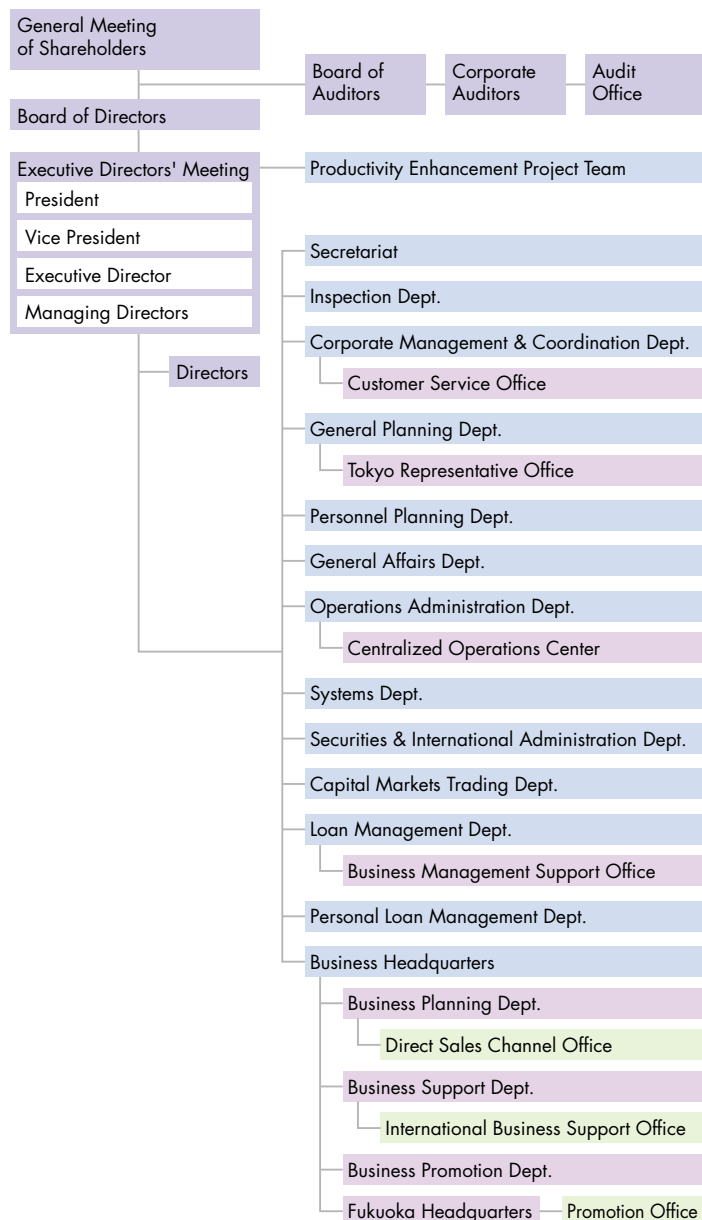 General Meeting
of Shareholders
Board of
Auditors
Corporate
Auditors
Audit
Office
Board of Directors
Executive Directors' Meeting
President
Vice President
Executive Director
Managing Directors
Productivity Enhancement Project Team
Directors
Secretariat
Inspection Dept.
Corporate Management & Coordination Dept.
Customer Service Office
General Planning Dept.
Tokyo Representative Office
Personnel Planning Dept.
General Affairs Dept.
Operations Administration Dept.
Centralized Operations Center
Systems Dept.
Securities & International Administration Dept.
Capital Markets Trading Dept.
Loan Management Dept.
Business Management Support Office
Personal Loan Management Dept.
Business Headquarters
Business Planning Dept.
Direct Sales Channel Office
Business Support Dept.
International Business Support Office
Business Promotion Dept.
Fukuoka Headquarters
Promotion Office